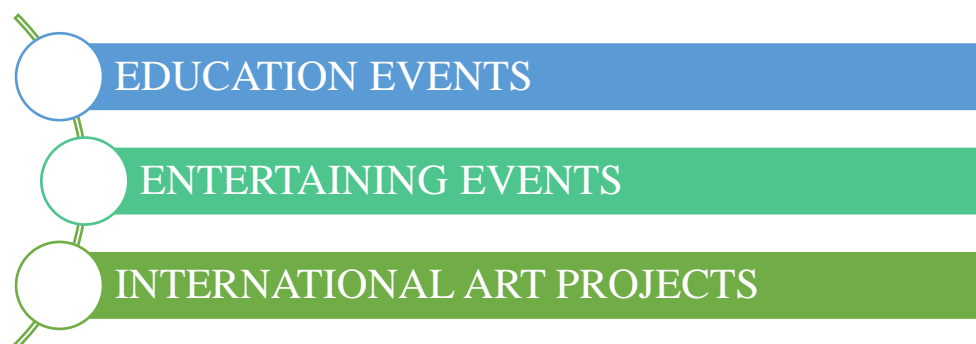 EDUCATION EVENTS
ENTERTAINING EVENTS
INTERNATIONAL ART PROJECTS